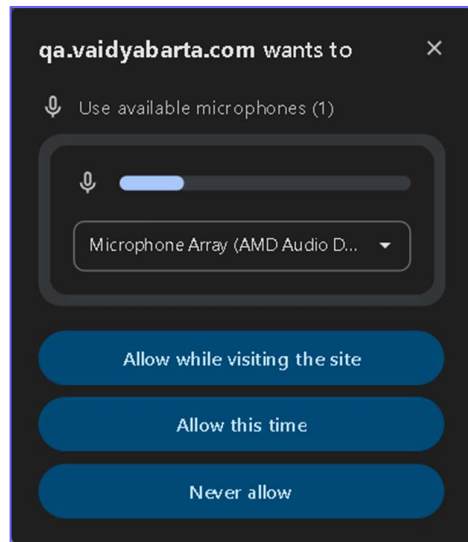 qa.vaidyabarta.com wants to
Use available microphones (1)
Microphone Array (AMD Audio D...
Allow while visiting the site
Allow this time
Never allow